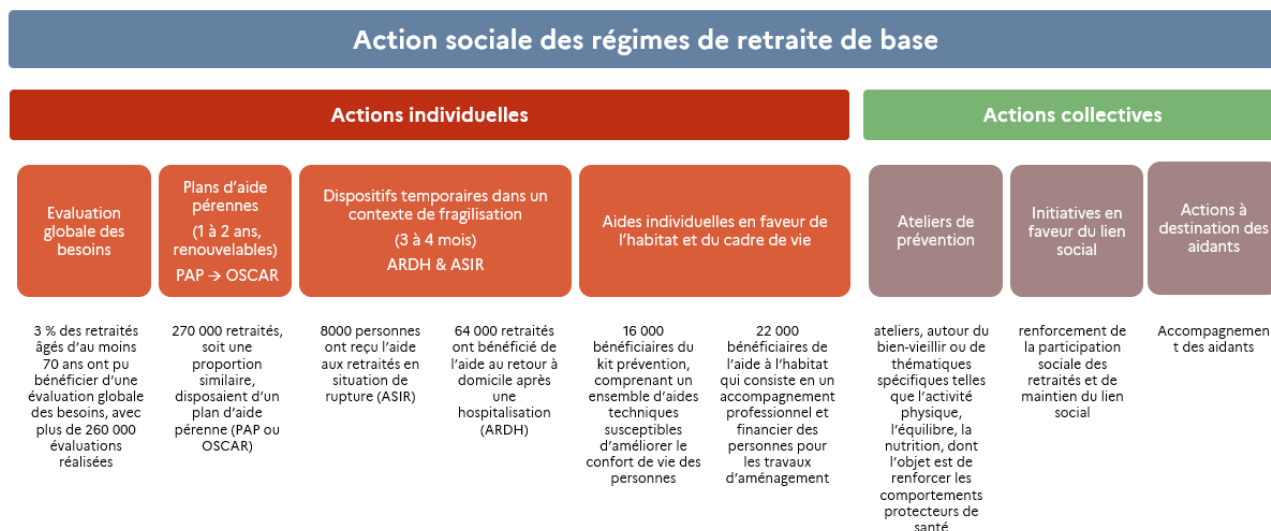 Action sociale des régimes de retraite de base
Actions individuelles
Actions collectives
Evaluation
globale des
besoins
Plans d'aide
pérennes
(1 à 2 ans,
renouvelables)
PAP → OSCAR
Dispositifs temporaires dans un
contexte de fragilisation
(3 à 4 mois)
ARDH & ASIR
Aides individuelles en faveur de
l'habitat et du cadre de vie
Ateliers de
prévention
Initiatives en
faveur du lien
social
Actions à
destination des
aidants
3 % des retraités
âgés d'au moins
70 ans ont pu
bénéficier d'une
évaluation globale
des besoins, avec
plus de 260 000
évaluations
réalisées
270 000 retraités,
soit une
proportion
similaire,
disposaient d'un
plan d'aide
pérenne (PAP ou
OSCAR)
8000 personnes
ont reçu l'aide
aux retraités en
situation de
rupture (ASIR)
64 000 retraités
ont bénéficié de
l'aide au retour à
domicile après
une
hospitalisation
(ARDH)
16 000
bénéficiaires du
kit prévention,
comprenant un
ensemble d'aides
techniques
susceptibles
d'améliorer le
confort de vie des
personnes
22 000
bénéficiaires de
l'aide à l'habitat
qui consiste en un
accompagnement
professionnel et
financier des
personnes pour
les travaux
d'aménagement
ateliers, autour du
bien-vieillir ou de
thématiques
spécifiques telles
que l'activité
physique,
l'équilibre, la
nutrition, dont
l'objet est de
renforcer les
comportements
protecteurs de
santé
renforcement de
la participation
sociale des
retraités et de
maintien du lien
social
Accompagnemen
t des aidants